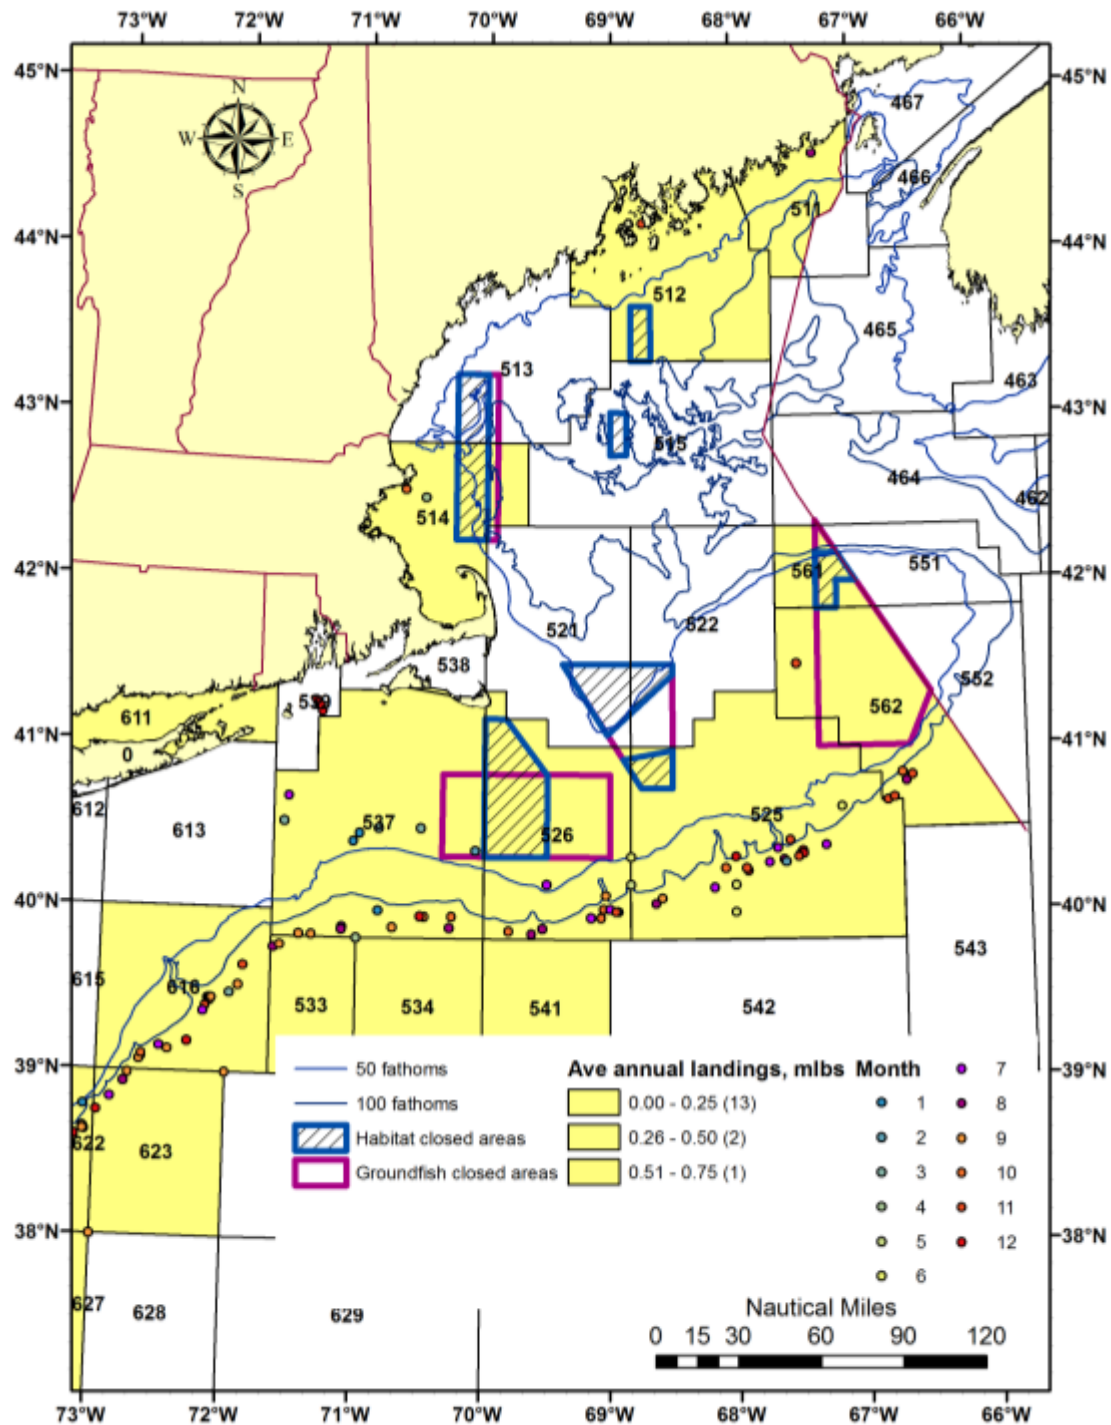 73°W 72°W 71°W 70°W 69°W 68°W 67°W 66°W
45°N 45°N
N
W E
S
467
466
511
44°N 44°N
512
465
513
463
43°N 43°N
515
464
462
514
42°N 561 551 42°N
521 522
538
552
539
562
611
41°N 41°N
0
612
613
537
526
525
40°N 40°N
543
615
616
533 534 541 542
39°N 39°N
50 fathoms
100 fathoms
Habitat closed areas
Groundfish closed areas
Ave annual landings, mlbs
0.00 - 0.25 (13)
0.26 - 0.50 (2)
0.51 - 0.75 (1)
Month
1
2
3
4
5
6
7
8
9
10
11
12
622
623
38°N 38°N
627
628
629
Nautical Miles
0 15 30 60 90 120
73°W 72°W 71°W 70°W 69°W 68°W 67°W 66°W